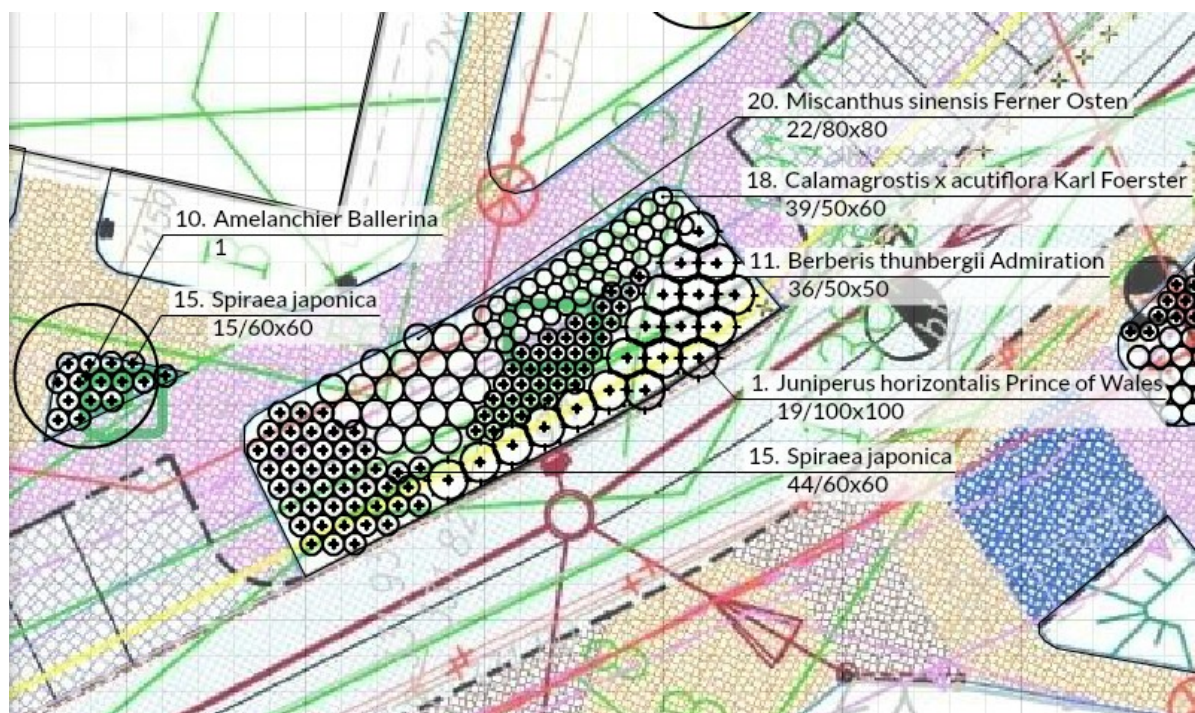 20. Miscanthus sinensis Ferner Osten
22/80x80
18. Calamagrostis x acutiflora Karl Foerster
39/50x60
10. Amelanchier Ballerina
1
11. Berberis thunbergii Admiration
36/50x50
15. Spiraea japonica
15/60x60
1. Juniperus horizontalis Prince of Wales
19/100x100
15. Spiraea japonica
44/60x60